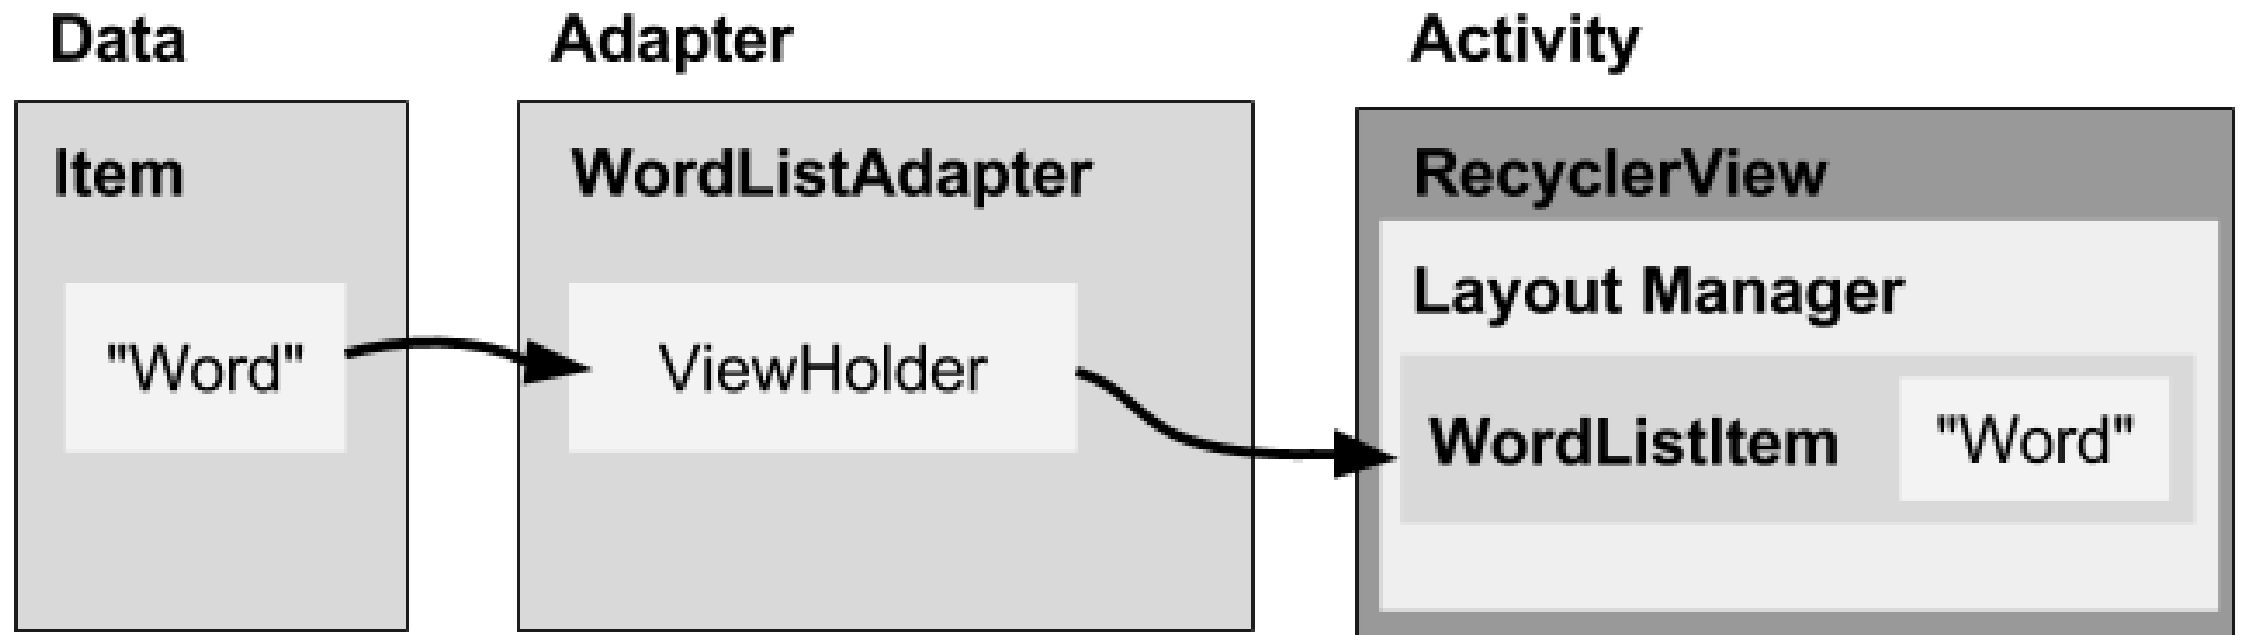 Data
Adapter
Activity
Item
WordListAdapter
RecyclerView
Layout Manager
"Word"
ViewHolder
WordListItem
"Word"